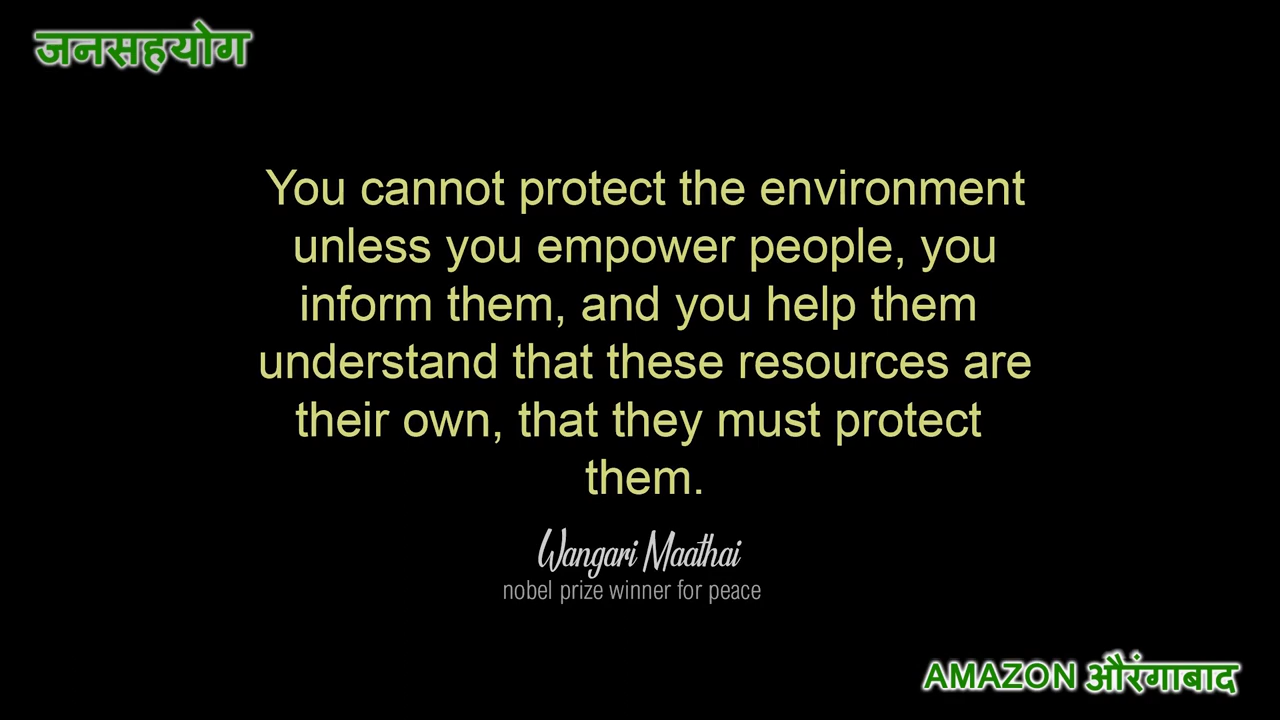 जनसहयोग
You cannot protect the environment
unless you empower people, you
inform them, and you help them
understand that these resources are
their own, that they must protect
them.
Wangari Maathai
nobel prize winner for peace
AMAZON औरंगाबाद